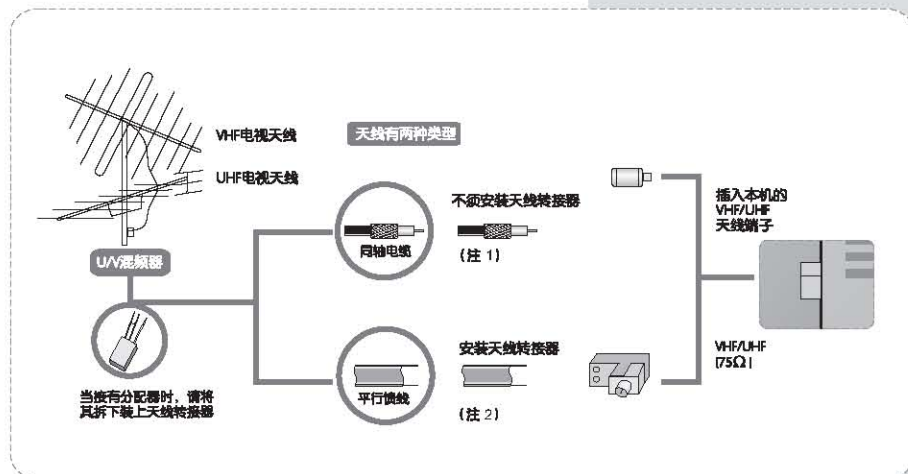 VHF电视天线
天线有两种类型
UHF电视天线
不须安装天线转接器
插入本机的
VHF/UHF
天线端子
同轴电缆
(注 1)
U/V混频器
安装天线转接器
VHF/UHF
(75Ω)
平行馈线
(注 2)
当接有分配器时，请将
其拆下装上天线转接器